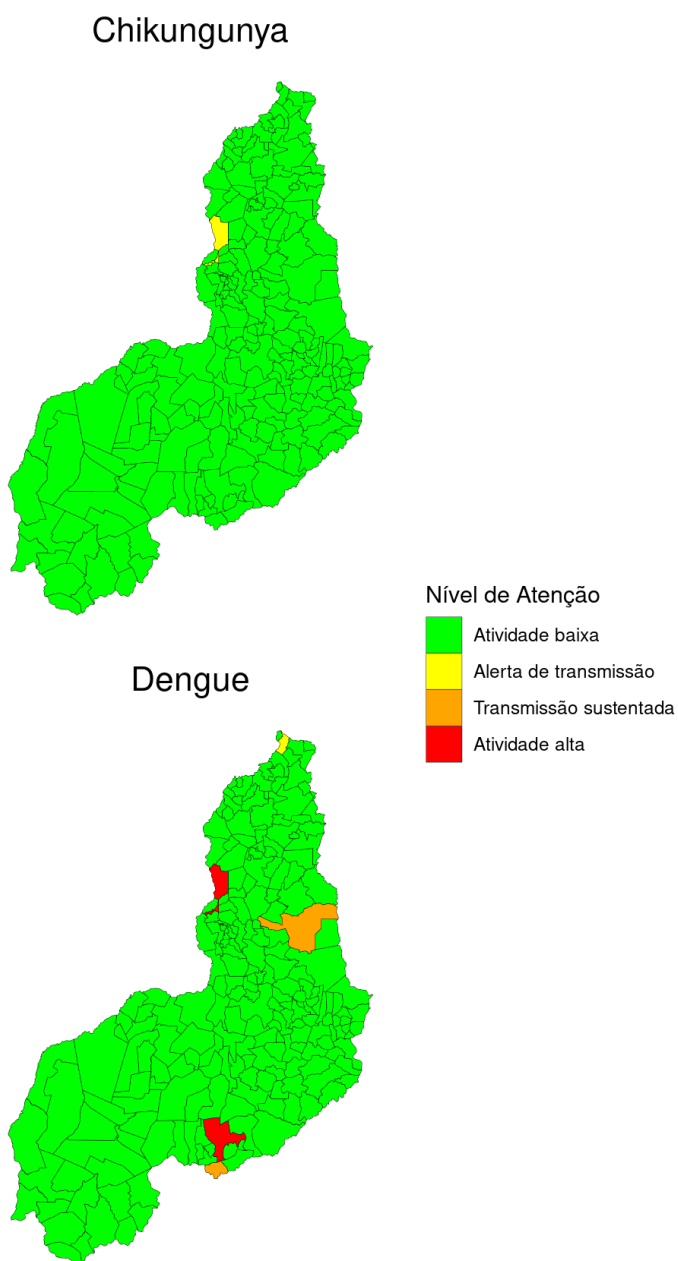 Chikungunya
Nível de Atenção
Atividade baixa
Alerta de transmissão
Transmissão sustentada
Atividade alta
Dengue